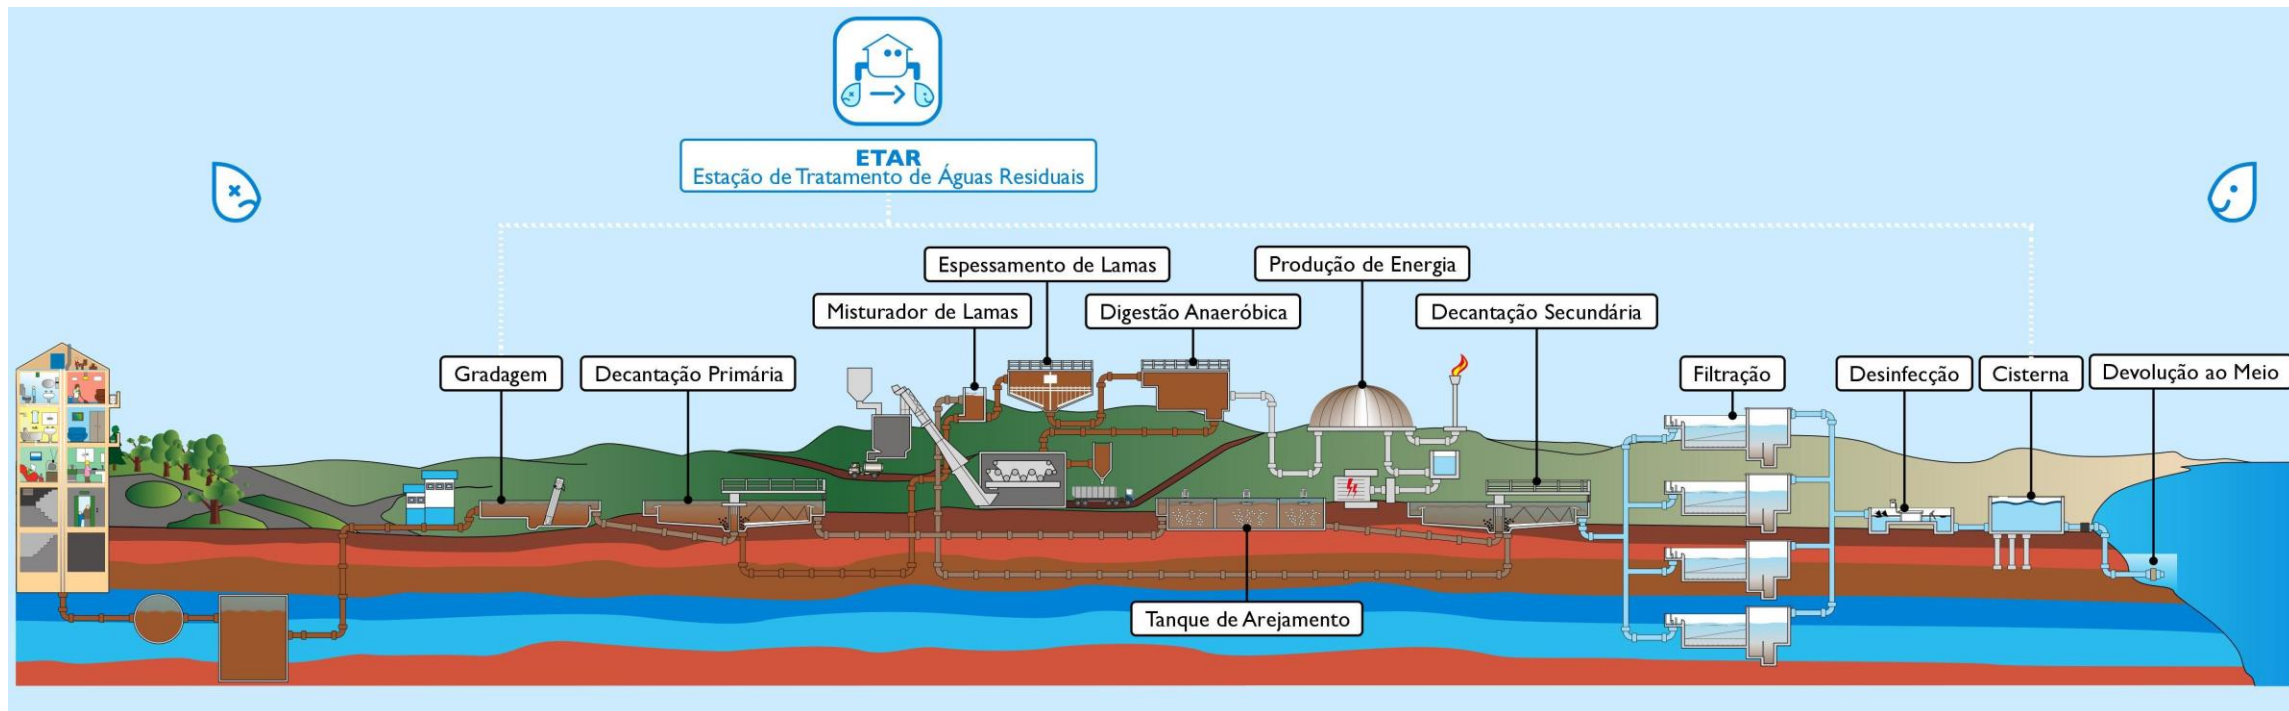 ETAR
Estação de Tratamento de Águas Residuais
Espessamento de Lamas
Produção de Energia
Misturador de Lamas
Digestão Anaeróbica
Decantação Secundária
Gradagem
Decantação Primária
Filtração
Desinfecção
Cisterna
Devolução ao Meio
Tanque de Arejamento